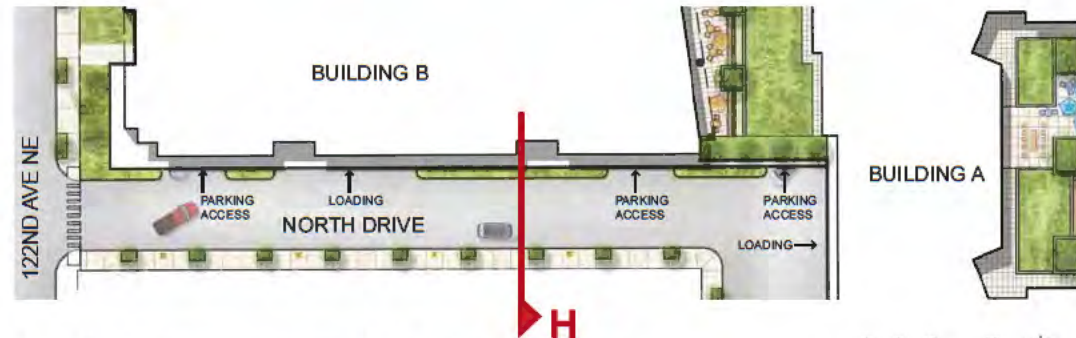 BUILDING B
122ND AVE NE
BUILDING A
PARKING
ACCESS
LOADING
PARKING
ACCESS
PARKING
ACCESS
NORTH DRIVE
LOADING
H